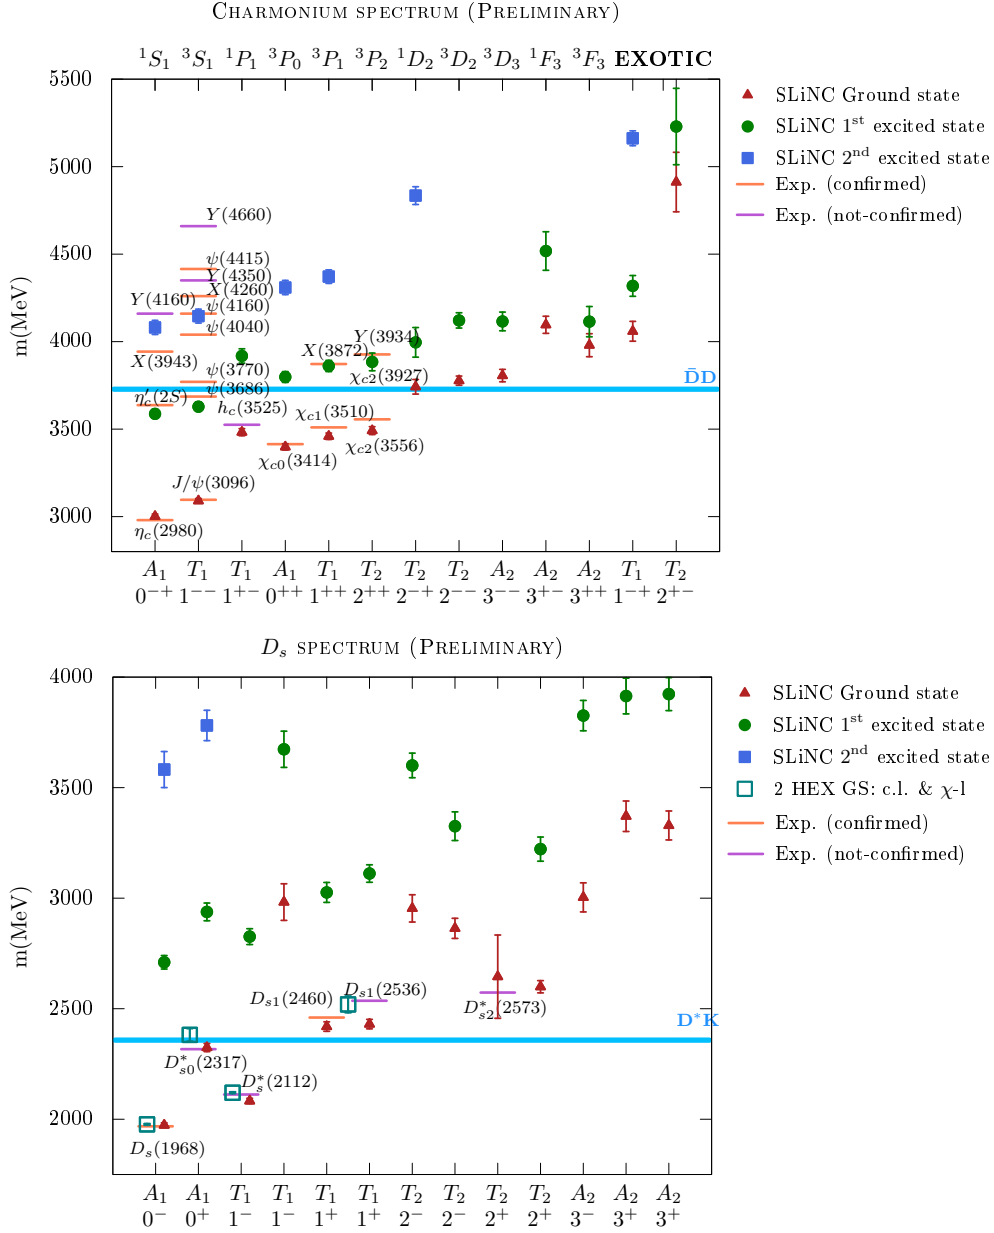 CHARMONIUM SPECTRUM (PRELIMINARY)
¹S₁ ³S₁ ¹P₁ ³P₀ ³P₁ ³P₂ ¹D₂ ³D₂ ³D₃ ¹F₃ ³F₃ EXOTIC
5500
5000
4500
4000
3500
3000
m(MeV)
Y(4660)
ψ(4415)
Y(4350)
X(4260)
Y(4160)
ψ(4160)
ψ(4040)
X(3943)
X(3872)
Y(3934)
ψ(3770)
χc2(3927)
D̄D
ψ(3686)
η′c(2S)
hc(3525)
χc1(3510)
χc0(3414)
χc2(3556)
J/ψ(3096)
ηc(2980)
A₁ T₁ T₁ A₁ T₁ T₂ T₂ T₂ A₂ A₂ A₂ T₁ T₂
0⁻⁺ 1⁻⁻ 1⁺⁻ 0⁺⁺ 1⁺⁺ 2⁺⁺ 2⁻⁺ 2⁻⁻ 3⁻⁻ 3⁺⁻ 3⁺⁺ 1⁻⁺ 2⁺⁻
SLiNC Ground state
SLiNC 1ˢᵗ excited state
SLiNC 2ⁿᵈ excited state
Exp. (confirmed)
Exp. (not-confirmed)
Dₛ SPECTRUM (PRELIMINARY)
4000
3500
3000
2500
2000
m(MeV)
Ds1(2460)
Ds1(2536)
D*s2(2573)
D*K
D*s0(2317)
D*s(2112)
Ds(1968)
A₁ A₁ T₁ T₁ T₁ T₁ T₂ T₂ T₂ T₂ A₂ A₂ A₂
0⁻ 0⁺ 1⁻ 1⁻ 1⁺ 1⁺ 2⁻ 2⁻ 2⁺ 2⁺ 3⁻ 3⁺ 3⁺
SLiNC Ground state
SLiNC 1ˢᵗ excited state
SLiNC 2ⁿᵈ excited state
2 HEX GS: c.l. & χ-l
Exp. (confirmed)
Exp. (not-confirmed)